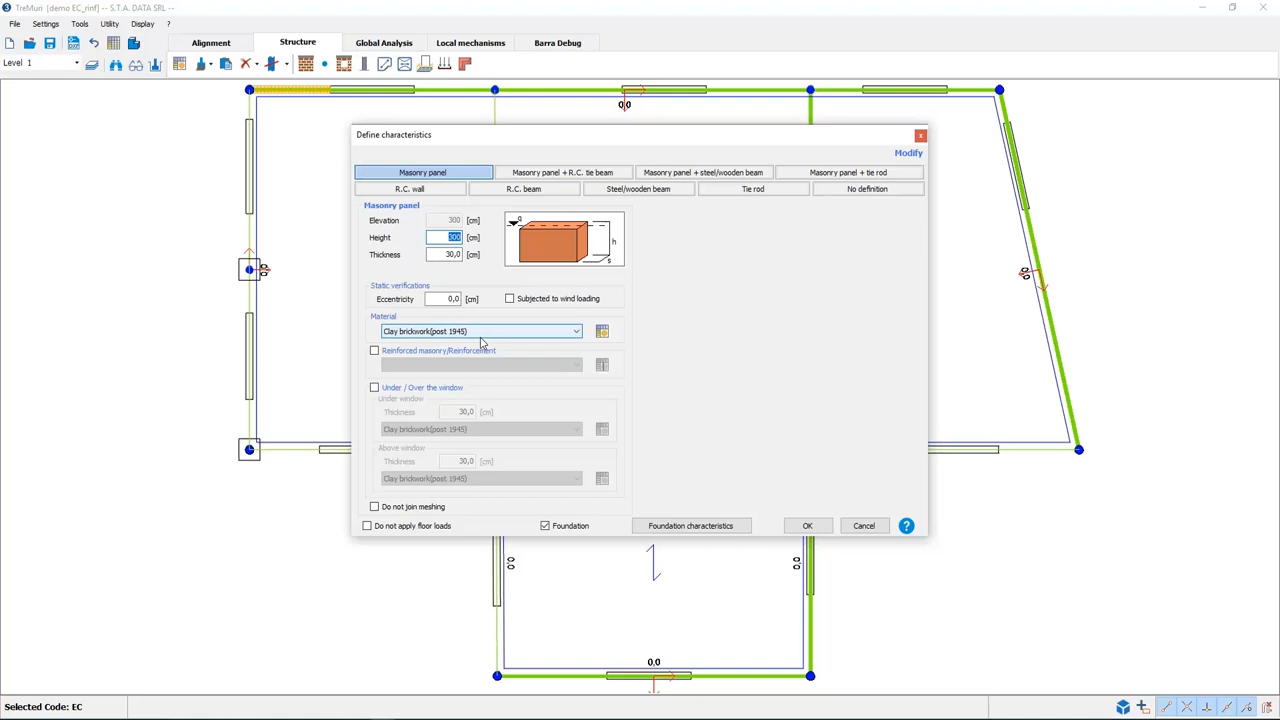 TreMuri [demo EC_rinf] -- S.T.A. DATA SRL --
File Settings Tools Utility Display ?
Alignment Structure Global Analysis Local mechanisms Barra Debug
Level 1
0,0
Define characteristics
Modify
Masonry panel Masonry panel + R.C. tie beam Masonry panel + steel/wooden beam Masonry panel + tie rod
R.C. wall R.C. beam Steel/wooden beam Tie rod No definition
Masonry panel
Elevation 300 [cm]
Height 300 [cm]
Thickness 30,0 [cm]
q
h
s
Static verifications
Eccentricity 0,0 [cm] Subjected to wind loading
Material
Clay brickwork(post 1945)
Reinforced masonry/Reinforcement
Under / Over the window
Under window
Thickness 30,0 [cm]
Clay brickwork(post 1945)
Above window
Thickness 30,0 [cm]
Clay brickwork(post 1945)
Do not join meshing
Do not apply floor loads Foundation Foundation characteristics OK Cancel ?
0,0
Selected Code: EC